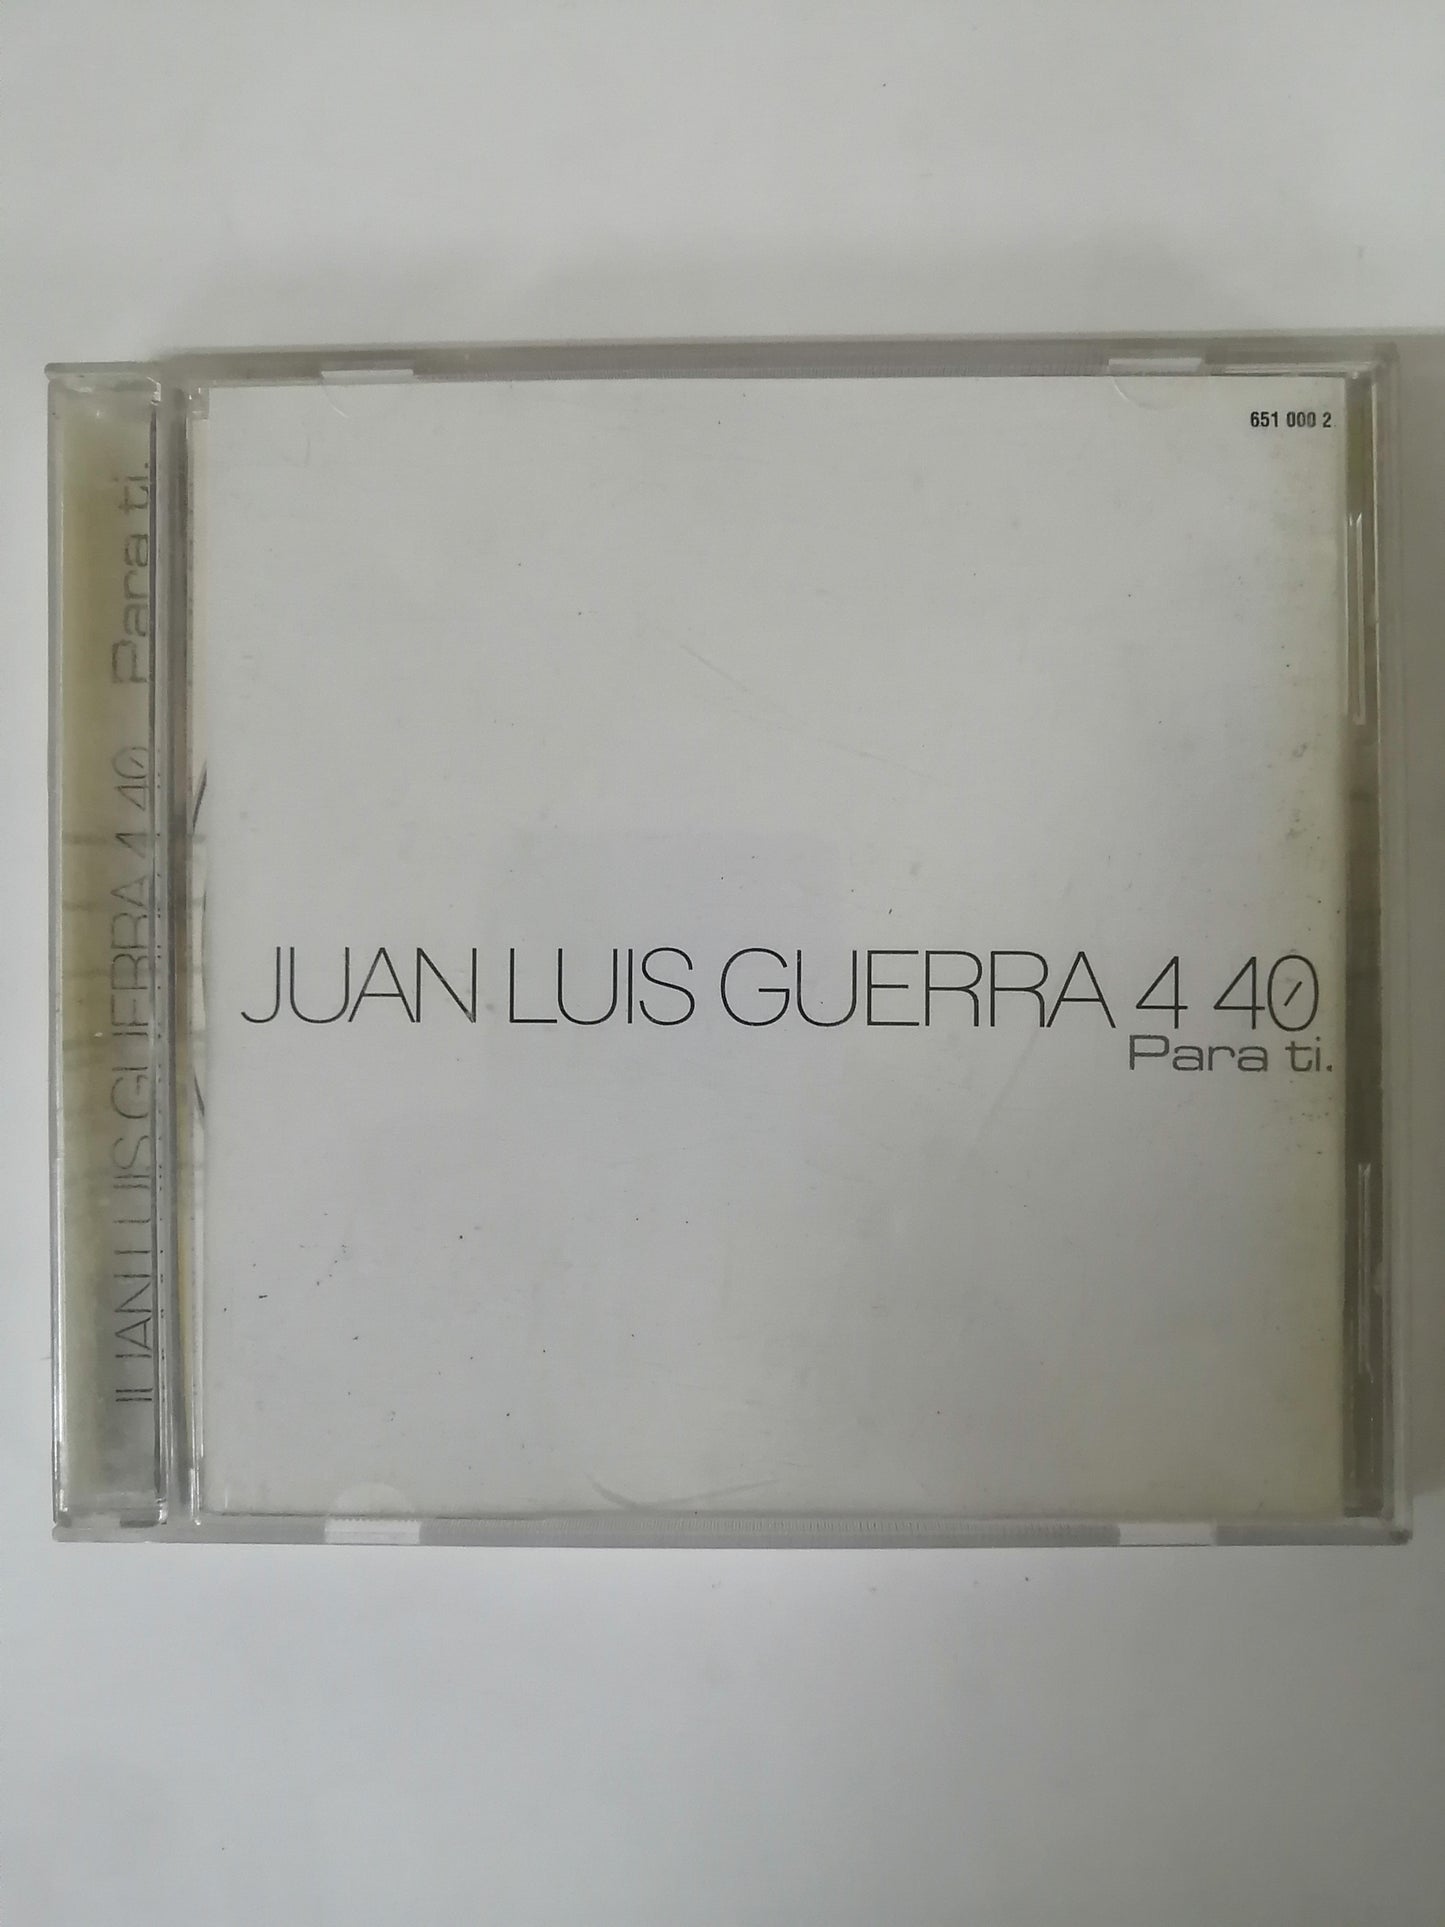 651 000 2
JUAN LUIS GUERRA 4 40
Para ti.
JUAN LUIS GUERRA 4 40 Para ti.